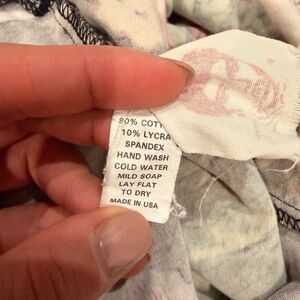 90% COTT
10% LYCRA
SPANDEX
HAND WASH
COLD WATER
MILD SOAP
LAY FLAT
TO DRY
MADE IN USA